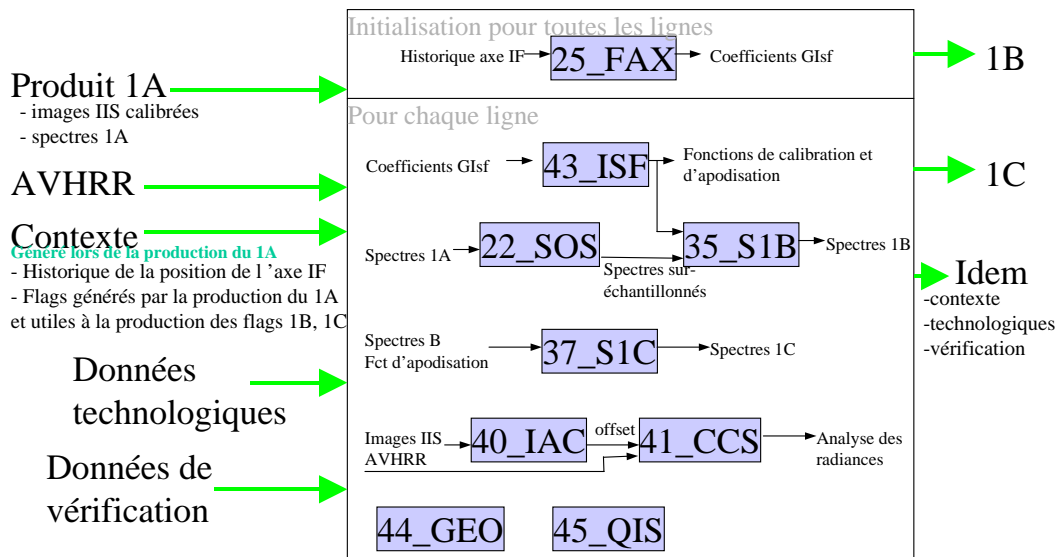 Initialisation pour toutes les lignes
Historique axe IF
25_FAX
Coefficients GIsf
1B
Produit 1A
- images IIS calibrées
- spectres 1A
Pour chaque ligne
Coefficients GIsf
43_ISF
Fonctions de calibration et
d'apodisation
1C
AVHRR
Contexte
Généré lors de la production du 1A
- Historique de la position de l 'axe IF
- Flags générés par la production du 1A
et utiles à la production des flags 1B, 1C
Spectres 1A
22_SOS
Spectres sur-
échantillonnés
35_S1B
Spectres 1B
Idem
-contexte
-technologiques
-vérification
Spectres B
Fct d'apodisation
37_S1C
Spectres 1C
Données
technologiques
Images IIS
AVHRR
40_IAC
offset
41_CCS
Analyse des
radiances
Données de
vérification
44_GEO
45_QIS